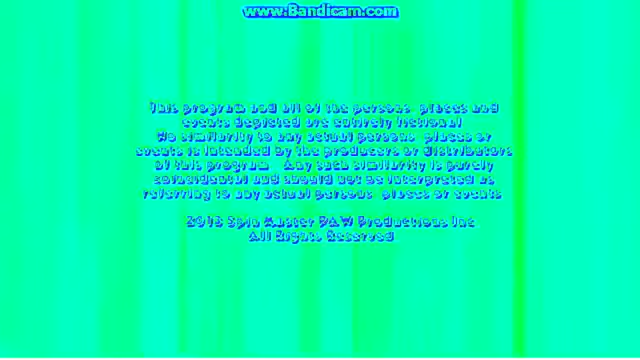 www.Bandicam.com
This program and all of the persons places and
events depicted are entirely fictional
No similarity to any actual persons places or
events is intended by the producers or distributors
of this program Any such similarity is purely
coincidental and should not be interpreted as
referring to any actual persons places or events
Spin Master PAW Productions Inc
All Rights Reserved